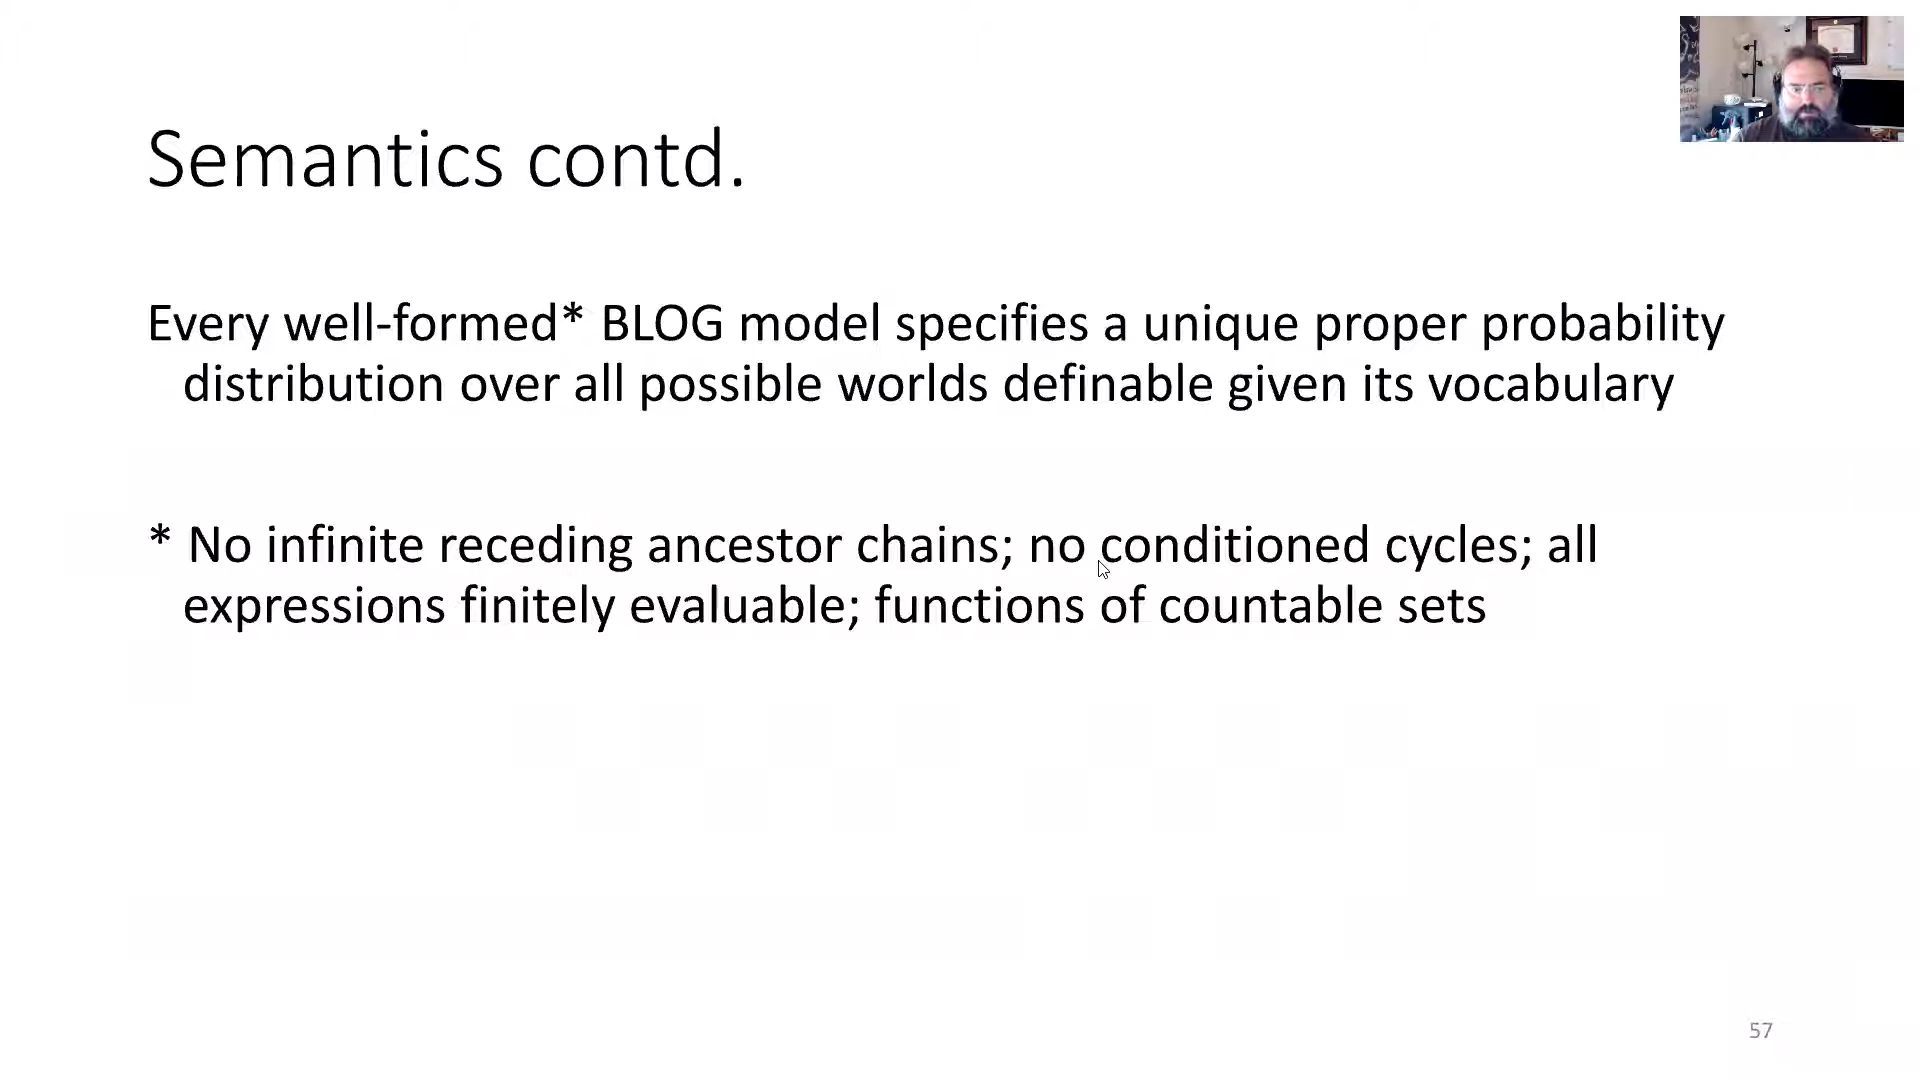 Semantics contd.
Every well-formed* BLOG model specifies a unique proper probability
distribution over all possible worlds definable given its vocabulary
* No infinite receding ancestor chains; no conditioned cycles; all
expressions finitely evaluable; functions of countable sets
57